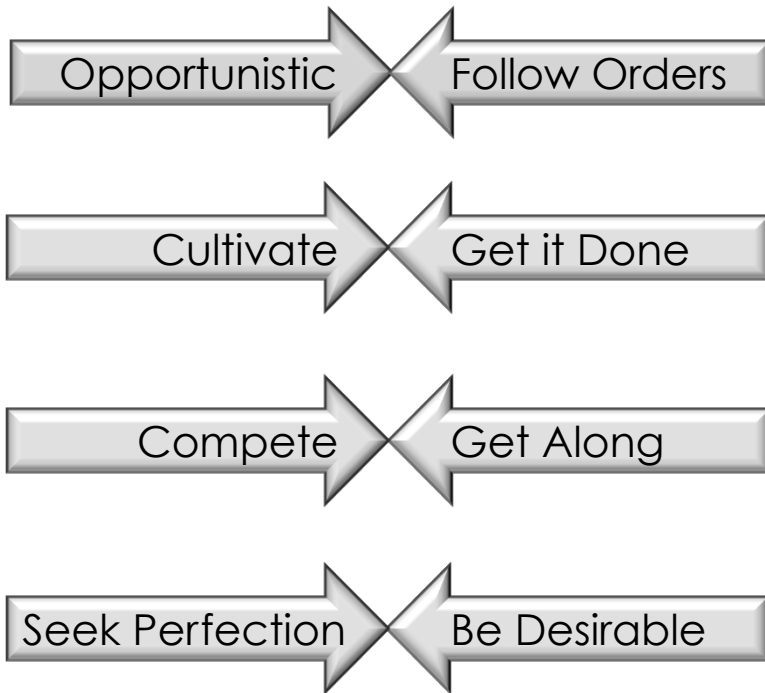 Opportunistic Follow Orders
Cultivate Get it Done
Compete Get Along
Seek Perfection Be Desirable